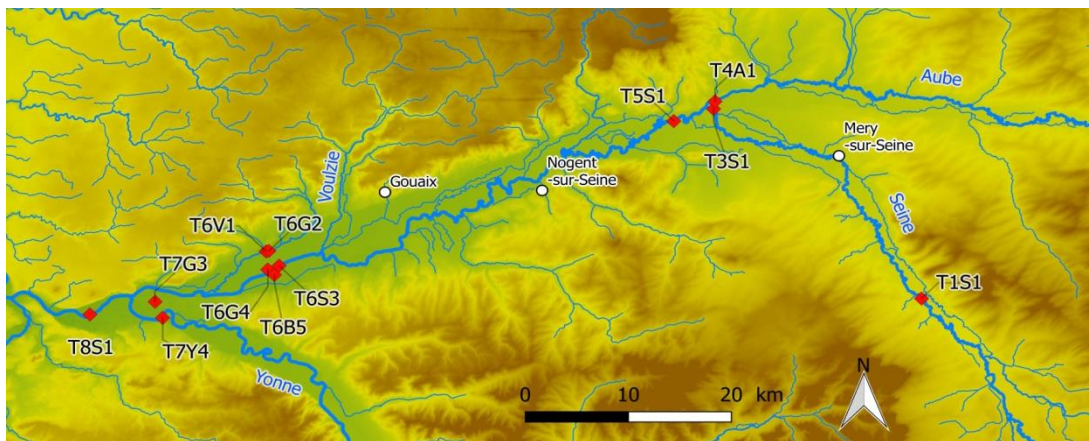 T4A1
Aube
T5S1
Mery
-sur-Seine
T3S1
Voulzie
Gouaix
Nogent
-sur-Seine
Seine
T6V1
T6G2
T7G3
T6S3
T1S1
T6G4
T6B5
T8S1
T7Y4
Yonne
N
0 10 20 km